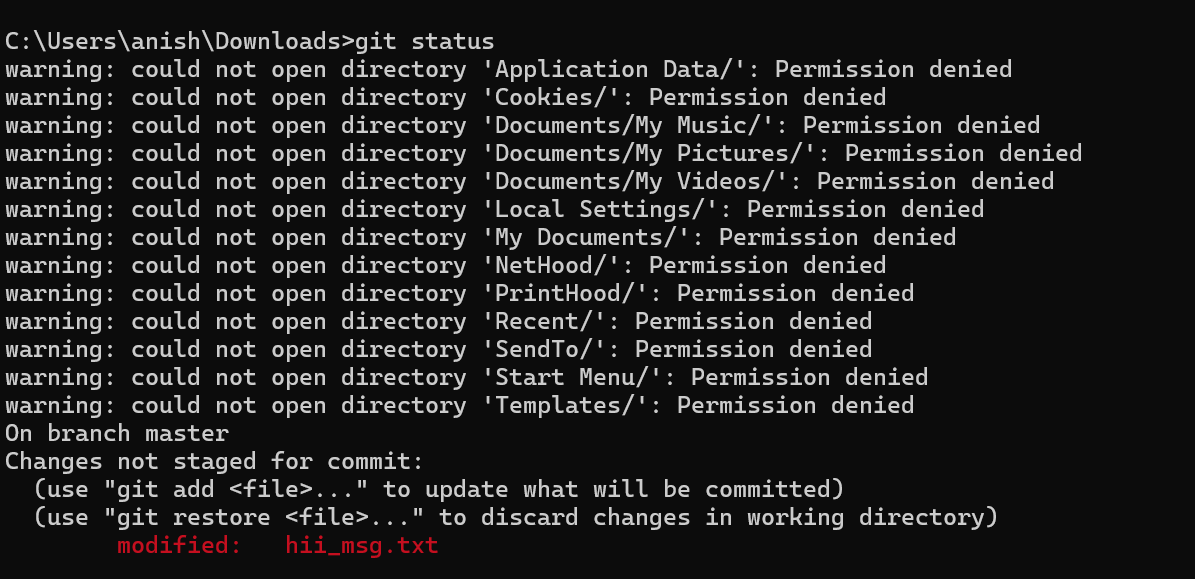 C:\Users\anish\Downloads>git status
warning: could not open directory 'Application Data/': Permission denied
warning: could not open directory 'Cookies/': Permission denied
warning: could not open directory 'Documents/My Music/': Permission denied
warning: could not open directory 'Documents/My Pictures/': Permission denied
warning: could not open directory 'Documents/My Videos/': Permission denied
warning: could not open directory 'Local Settings/': Permission denied
warning: could not open directory 'My Documents/': Permission denied
warning: could not open directory 'NetHood/': Permission denied
warning: could not open directory 'PrintHood/': Permission denied
warning: could not open directory 'Recent/': Permission denied
warning: could not open directory 'SendTo/': Permission denied
warning: could not open directory 'Start Menu/': Permission denied
warning: could not open directory 'Templates/': Permission denied
On branch master
Changes not staged for commit:
  (use "git add <file>..." to update what will be committed)
  (use "git restore <file>..." to discard changes in working directory)
        modified:   hii_msg.txt